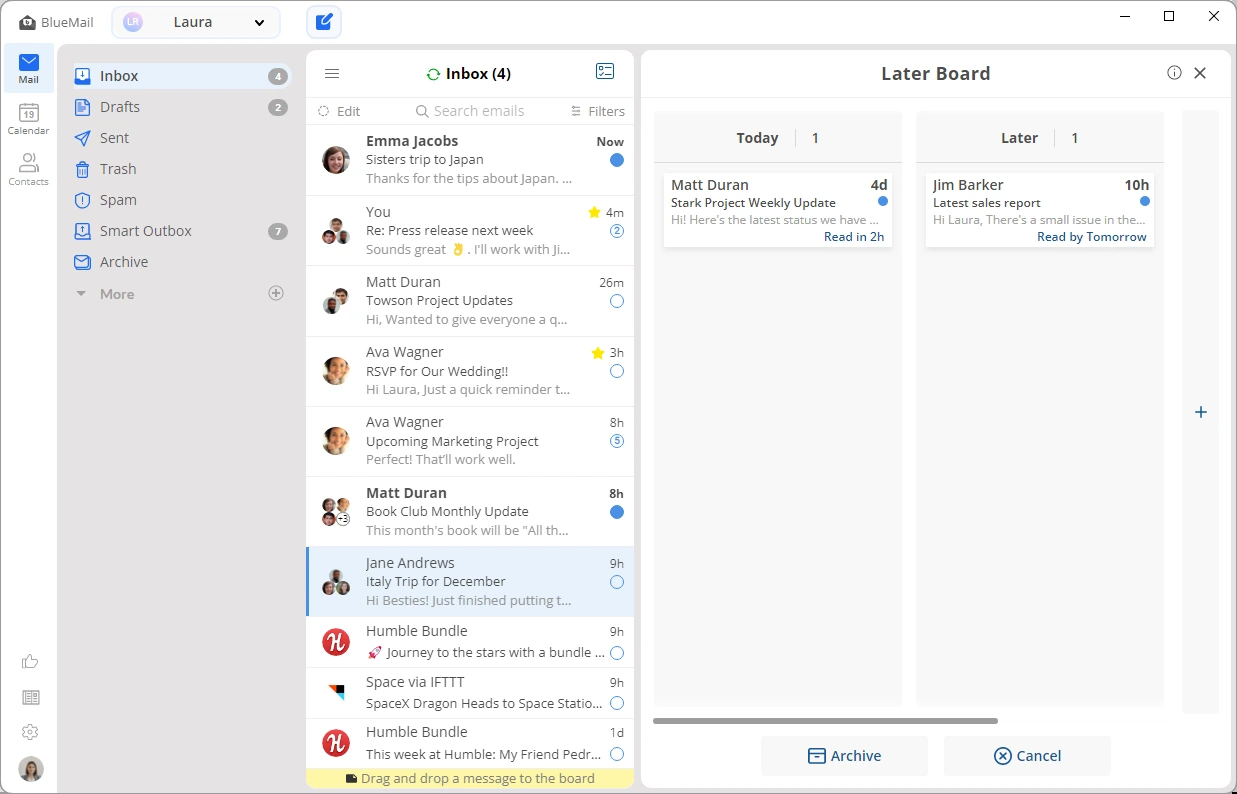 BlueMail
LR Laura
Mail
19
Calendar
Contacts
Inbox 4
Drafts 2
Sent
Trash
Spam
Smart Outbox 7
Archive
More
Inbox (4)
Edit Search emails Filters
Emma Jacobs Now
Sisters trip to Japan
Thanks for the tips about Japan. ...
You 4m
Re: Press release next week 2
Sounds great 👌. I'll work with Ji...
Matt Duran 26m
Towson Project Updates
Hi, Wanted to give everyone a q...
Ava Wagner 3h
RSVP for Our Wedding!!
Hi Laura, Just a quick reminder t...
Ava Wagner 8h
Upcoming Marketing Project 5
Perfect! That'll work well.
Matt Duran 8h
Book Club Monthly Update
+3
This month's book will be "All th...
Jane Andrews 9h
Italy Trip for December
Hi Besties! Just finished putting t...
Humble Bundle 9h
🚀 Journey to the stars with a bundle ...
Space via IFTTT 9h
SpaceX Dragon Heads to Space Statio...
Humble Bundle 1d
This week at Humble: My Friend Pedr...
Drag and drop a message to the board
Later Board
Today 1
Matt Duran 4d
Stark Project Weekly Update
Hi! Here's the latest status we have ...
Read in 2h
Later 1
Jim Barker 10h
Latest sales report
Hi Laura, There's a small issue in the...
Read by Tomorrow
+
Archive
Cancel